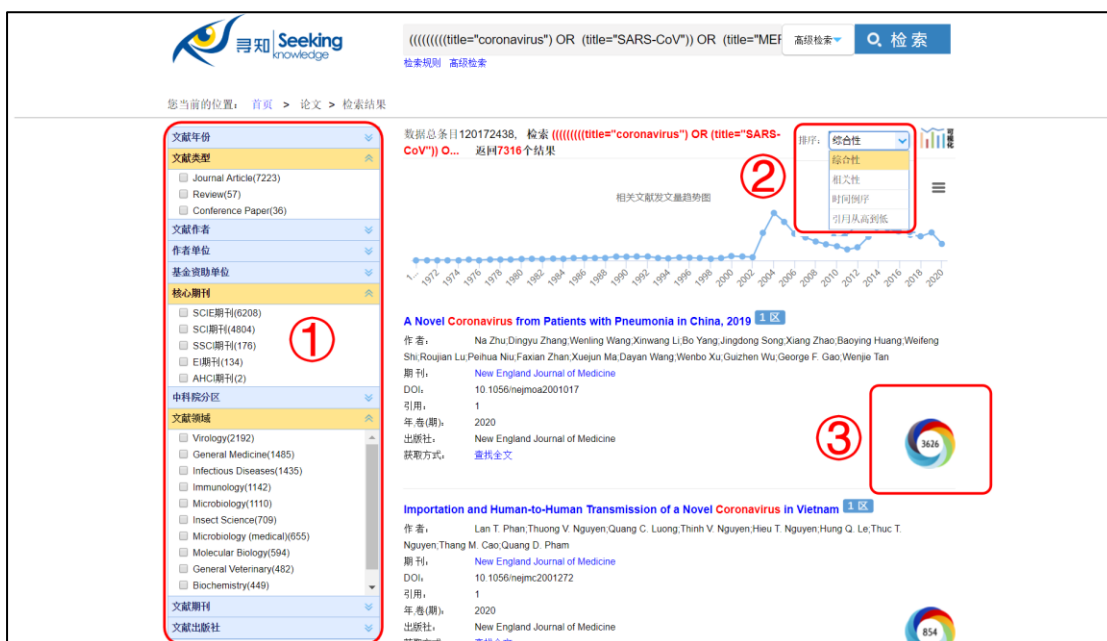 寻知 Seeking
knowledge
(((((((((title="coronavirus") OR (title="SARS-CoV")) OR (title="MEF
高级检索
检索
检索规则 高级检索
您当前的位置： 首页 > 论文 > 检索结果
文献年份
文献类型
Journal Article(7223)
Review(57)
Conference Paper(36)
文献作者
作者单位
基金资助单位
核心期刊
SCIE期刊(6208)
SCI期刊(4804)
SSCI期刊(176)
EI期刊(134)
AHCI期刊(2)
①
中科院分区
文献领域
Virology(2192)
General Medicine(1485)
Infectious Diseases(1435)
Immunology(1142)
Microbiology(1110)
Insect Science(709)
Microbiology (medical)(655)
Molecular Biology(594)
General Veterinary(482)
Biochemistry(449)
文献期刊
文献出版社
数据总条目120172438, 检索 (((((((((title="coronavirus") OR (title="SARS-
CoV")) O... 返回7316个结果
②
排序： 综合性
综合性
相关性
时间倒序
引用从高到低
可视化
相关文献发文量趋势图
1... 1972 1974 1976 1978 1980 1982 1984 1986 1988 1990 1992 1994 1996 1998 2000 2002 2004 2006 2008 2010 2012 2014 2016 2018 2020
A Novel Coronavirus from Patients with Pneumonia in China, 2019 1 区
作 者： Na Zhu;Dingyu Zhang;Wenling Wang;Xinwang Li;Bo Yang;Jingdong Song;Xiang Zhao;Baoying Huang;Weifeng
Shi;Roujian Lu;Peihua Niu;Faxian Zhan;Xuejun Ma;Dayan Wang;Wenbo Xu;Guizhen Wu;George F. Gao;Wenjie Tan
期 刊： New England Journal of Medicine
DOI： 10.1056/nejmoa2001017
引用： 1
年,卷(期)： 2020
出版社： New England Journal of Medicine
获取方式： 查找全文
③
3626
Importation and Human-to-Human Transmission of a Novel Coronavirus in Vietnam 1 区
作 者： Lan T. Phan;Thuong V. Nguyen;Quang C. Luong;Thinh V. Nguyen;Hieu T. Nguyen;Hung Q. Le;Thuc T.
Nguyen;Thang M. Cao;Quang D. Pham
期 刊： New England Journal of Medicine
DOI： 10.1056/nejmc2001272
引用： 1
年,卷(期)： 2020
出版社： New England Journal of Medicine
获取方式： 查找全文
854